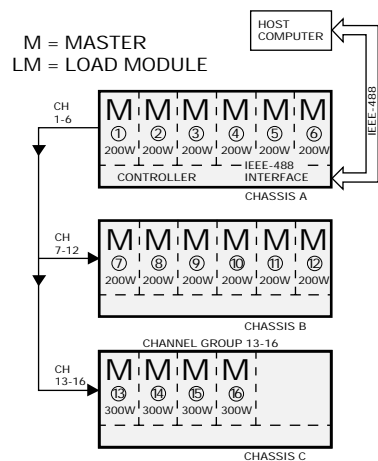 HOST
COMPUTER
M = MASTER
LM = LOAD MODULE
IEEE-488
CH
1-6
M M M M M M
① ② ③ ④ ⑤ ⑥
200W 200W 200W 200W 200W 200W
CONTROLLER
IEEE-488
INTERFACE
CHASSIS A
CH
7-12
M M M M M M
⑦ ⑧ ⑨ ⑩ ⑪ ⑫
200W 200W 200W 200W 200W 200W
CHASSIS B
CHANNEL GROUP 13-16
CH
13-16
M M M M
⑬ ⑭ ⑮ ⑯
300W 300W 300W 300W
CHASSIS C